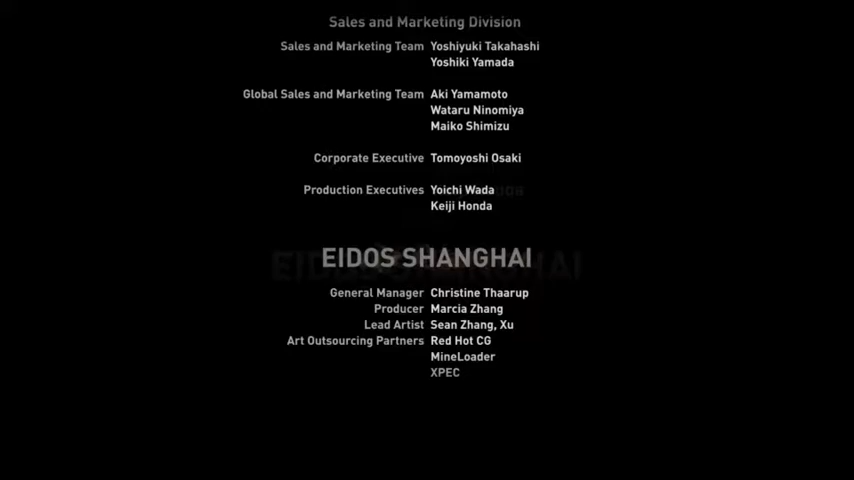 Sales and Marketing Division
Sales and Marketing Team Yoshiyuki Takahashi
Yoshiki Yamada
Global Sales and Marketing Team Aki Yamamoto
Wataru Ninomiya
Maiko Shimizu
Corporate Executive Tomoyoshi Osaki
Production Executives Yoichi Wada
Keiji Honda
EIDOS SHANGHAI
General Manager Christine Thaarup
Producer Marcia Zhang
Lead Artist Sean Zhang, Xu
Art Outsourcing Partners Red Hot CG
MineLoader
XPEC